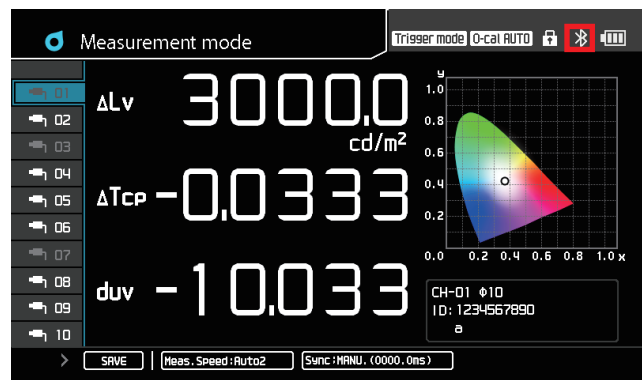 Measurement mode
Trigger mode 0-cal AUTO
01
02
03
04
05
06
07
08
09
10
ΔLv 3000.0
cd/m²
ΔTcp -0.0333
duv -10.033
y
1.0
0.8
0.6
0.4
0.2
0.0 0.2 0.4 0.6 0.8 1.0 x
CH-01 Φ10
ID: 1234567890
a
> SAVE Meas.Speed:Auto2 Sync:MANU.(0000.0ms)